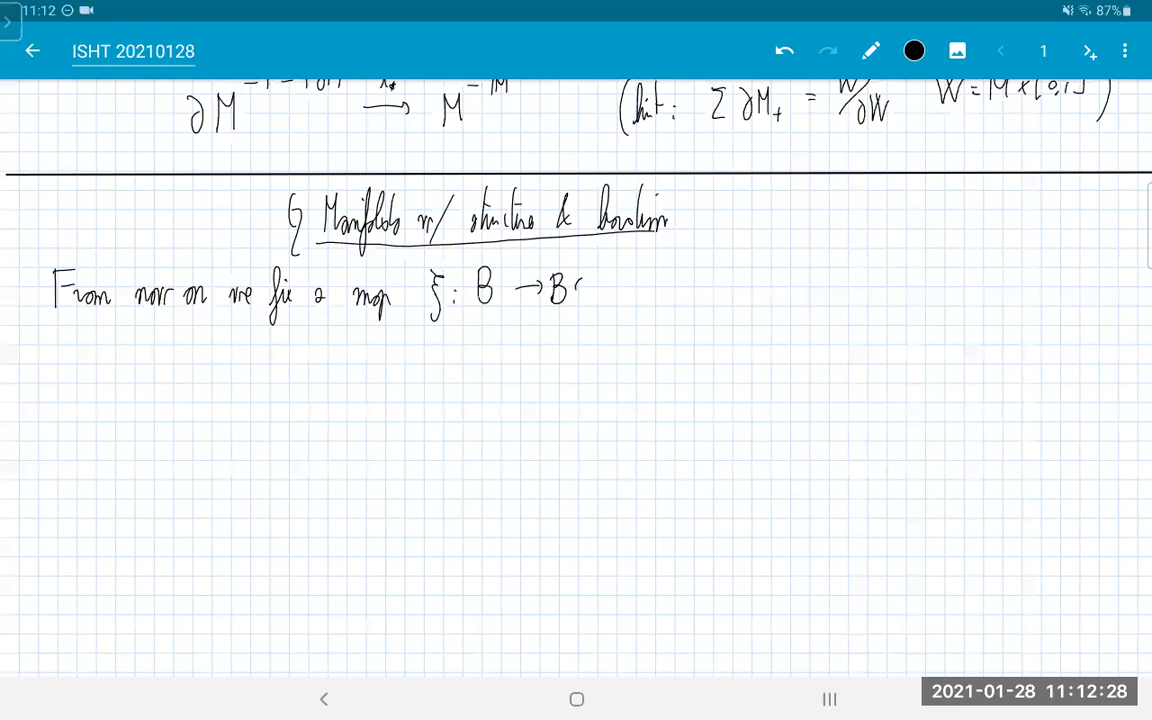 11:12 87%
ISHT 20210128 1
∂M → M (hint: Σ ∂M₊ = W/∂W W = M × [0,1])
§ Manifolds w/ structure & bordism
From now on we fix a map ξ: B → B
2021-01-28 11:12:28